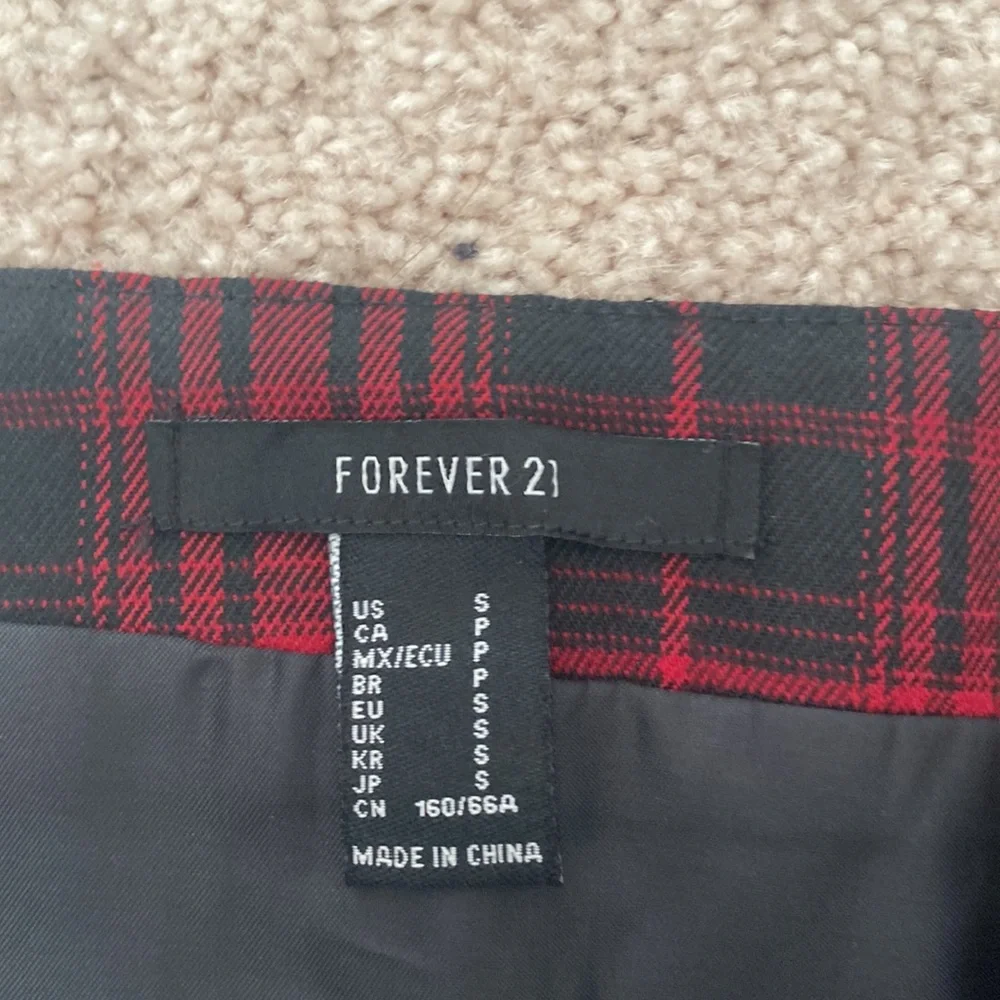 FOREVER 21
US S
CA P
MX/ECU P
BR P
EU S
UK S
KR S
JP S
CN 160/66A
MADE IN CHINA